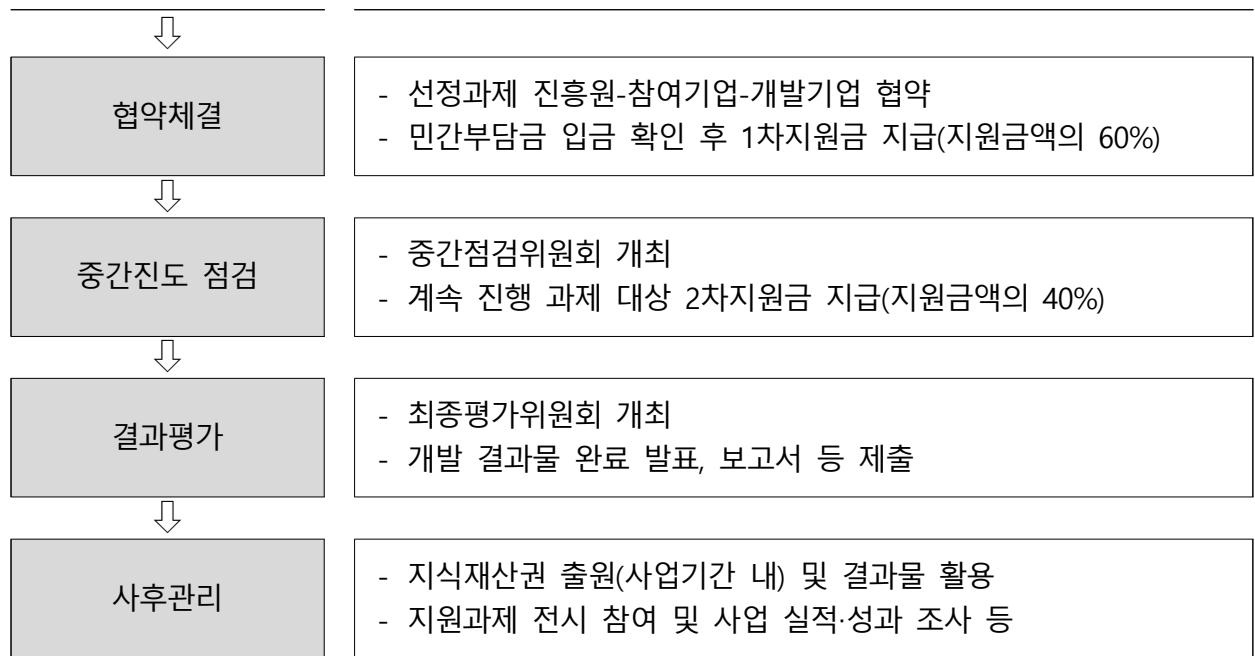 협약체결
- 선정과제 진흥원-참여기업-개발기업 협약
- 민간부담금 입금 확인 후 1차지원금 지급(지원금액의 60%)
중간진도 점검
- 중간점검위원회 개최
- 계속 진행 과제 대상 2차지원금 지급(지원금액의 40%)
결과평가
- 최종평가위원회 개최
- 개발 결과물 완료 발표, 보고서 등 제출
사후관리
- 지식재산권 출원(사업기간 내) 및 결과물 활용
- 지원과제 전시 참여 및 사업 실적·성과 조사 등